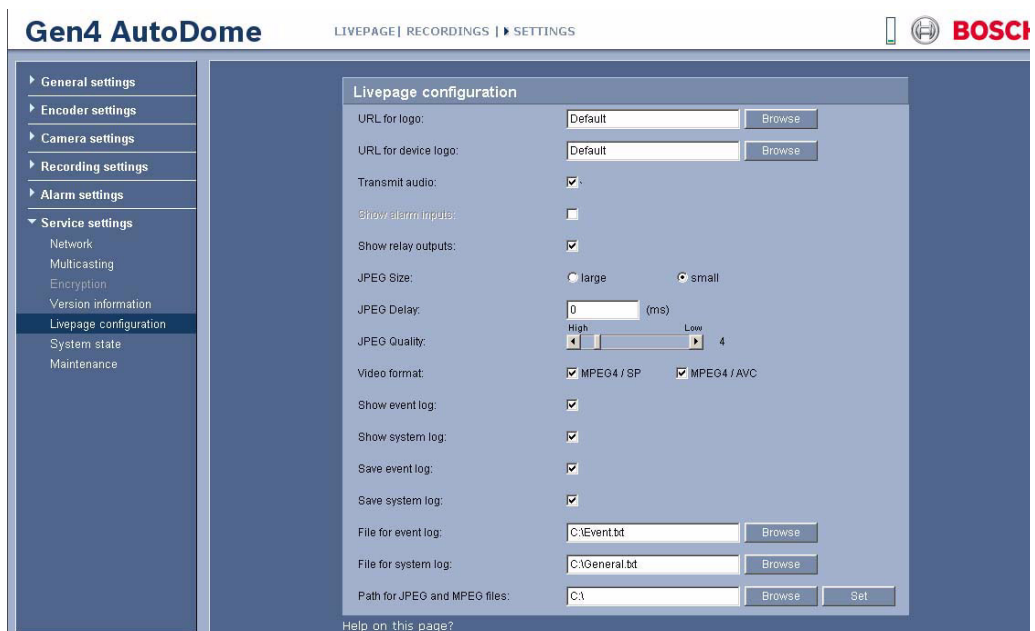 Gen4 AutoDome
LIVEPAGE| RECORDINGS | SETTINGS
BOSCH
General settings
Encoder settings
Camera settings
Recording settings
Alarm settings
Service settings
Network
Multicasting
Encryption
Version information
Livepage configuration
System state
Maintenance
Livepage configuration
URL for logo: Default Browse
URL for device logo: Default Browse
Transmit audio:
Show alarm inputs:
Show relay outputs:
JPEG Size: large small
JPEG Delay: 0 (ms)
High Low
JPEG Quality: 4
Video format: MPEG4 / SP MPEG4 / AVC
Show event log:
Show system log:
Save event log:
Save system log:
File for event log: C:\Event.txt Browse
File for system log: C:\General.txt Browse
Path for JPEG and MPEG files: C:\ Browse Set
Help on this page?